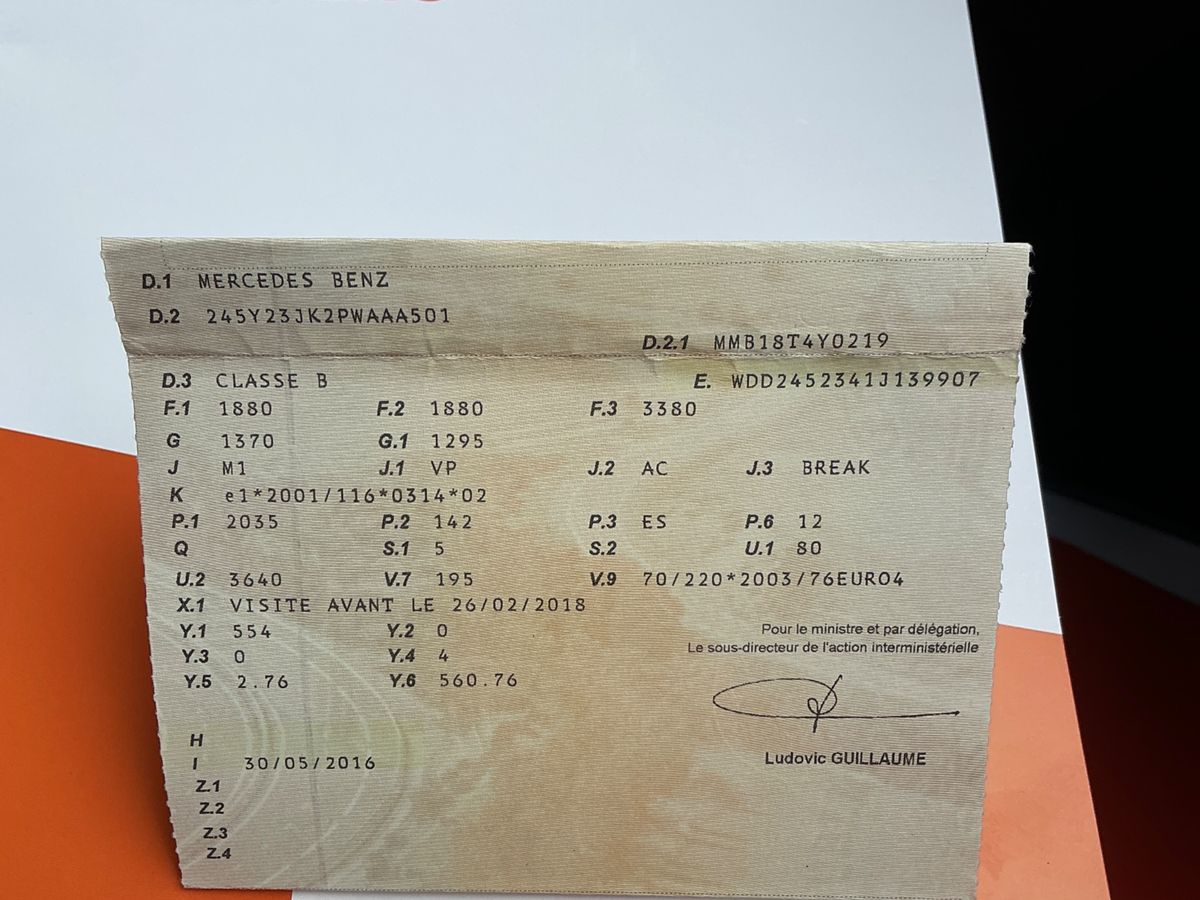 D.1 MERCEDES BENZ
D.2 245Y23JK2PWAAA501
D.2.1 MMB18T4Y0219
D.3 CLASSE B E. WDD2452341J139907
F.1 1880 F.2 1880 F.3 3380
G 1370 G.1 1295
J M1 J.1 VP J.2 AC J.3 BREAK
K e1*2001/116*0314*02
P.1 2035 P.2 142 P.3 ES P.6 12
Q S.1 5 S.2 U.1 80
U.2 3640 V.7 195 V.9 70/220*2003/76EURO4
X.1 VISITE AVANT LE 26/02/2018
Y.1 554 Y.2 0
Y.3 0 Y.4 4
Y.5 2.76 Y.6 560.76
Pour le ministre et par délégation,
Le sous-directeur de l'action interministérielle
Ludovic GUILLAUME
H
I 30/05/2016
Z.1
Z.2
Z.3
Z.4